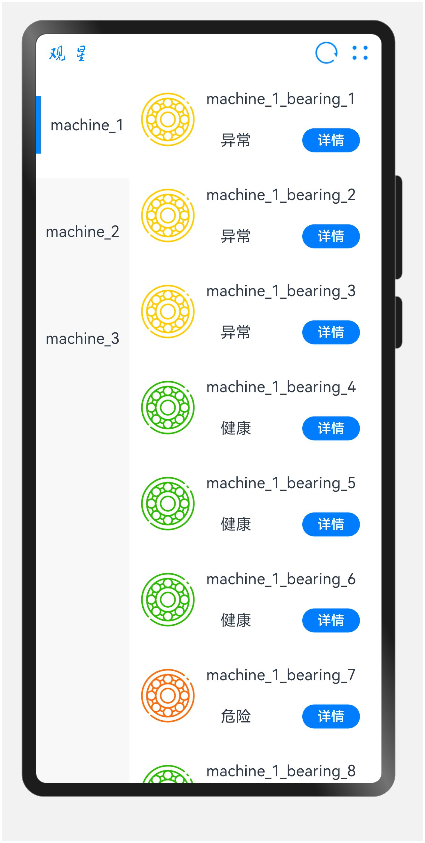 观 星
machine_1
machine_2
machine_3
machine_1_bearing_1
异常
详情
machine_1_bearing_2
异常
详情
machine_1_bearing_3
异常
详情
machine_1_bearing_4
健康
详情
machine_1_bearing_5
健康
详情
machine_1_bearing_6
健康
详情
machine_1_bearing_7
危险
详情
machine_1_bearing_8